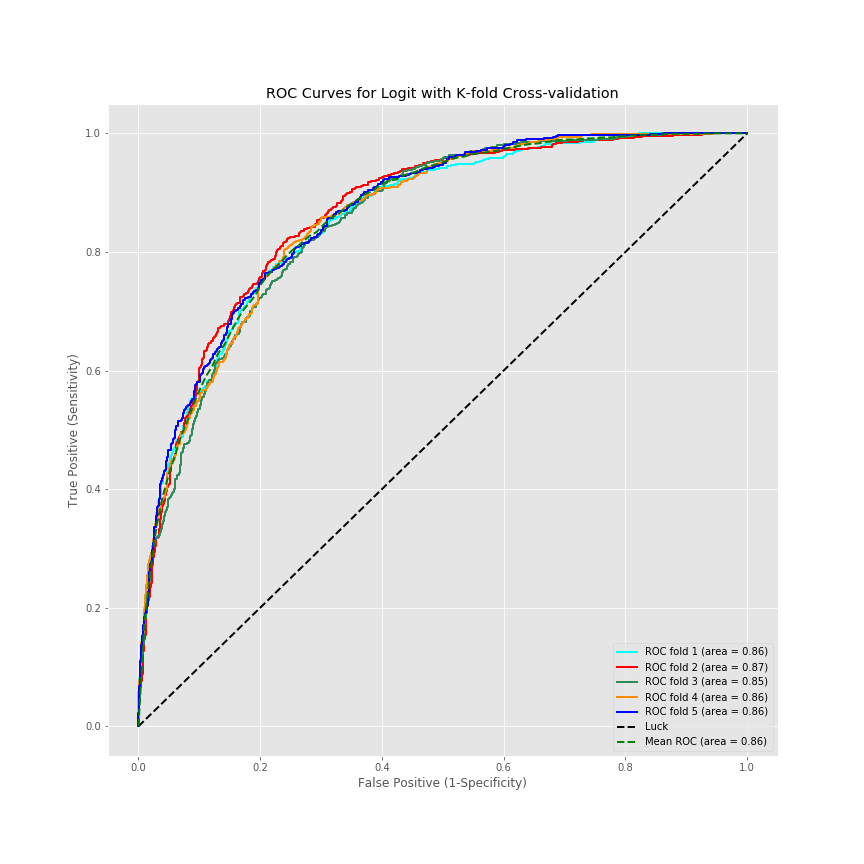 ROC Curves for Logit with K-fold Cross-validation
True Positive (Sensitivity)
1.0
0.8
0.6
0.4
0.2
0.0
ROC fold 1 (area = 0.86)
ROC fold 2 (area = 0.87)
ROC fold 3 (area = 0.85)
ROC fold 4 (area = 0.86)
ROC fold 5 (area = 0.86)
Luck
Mean ROC (area = 0.86)
0.0 0.2 0.4 0.6 0.8 1.0
False Positive (1-Specificity)